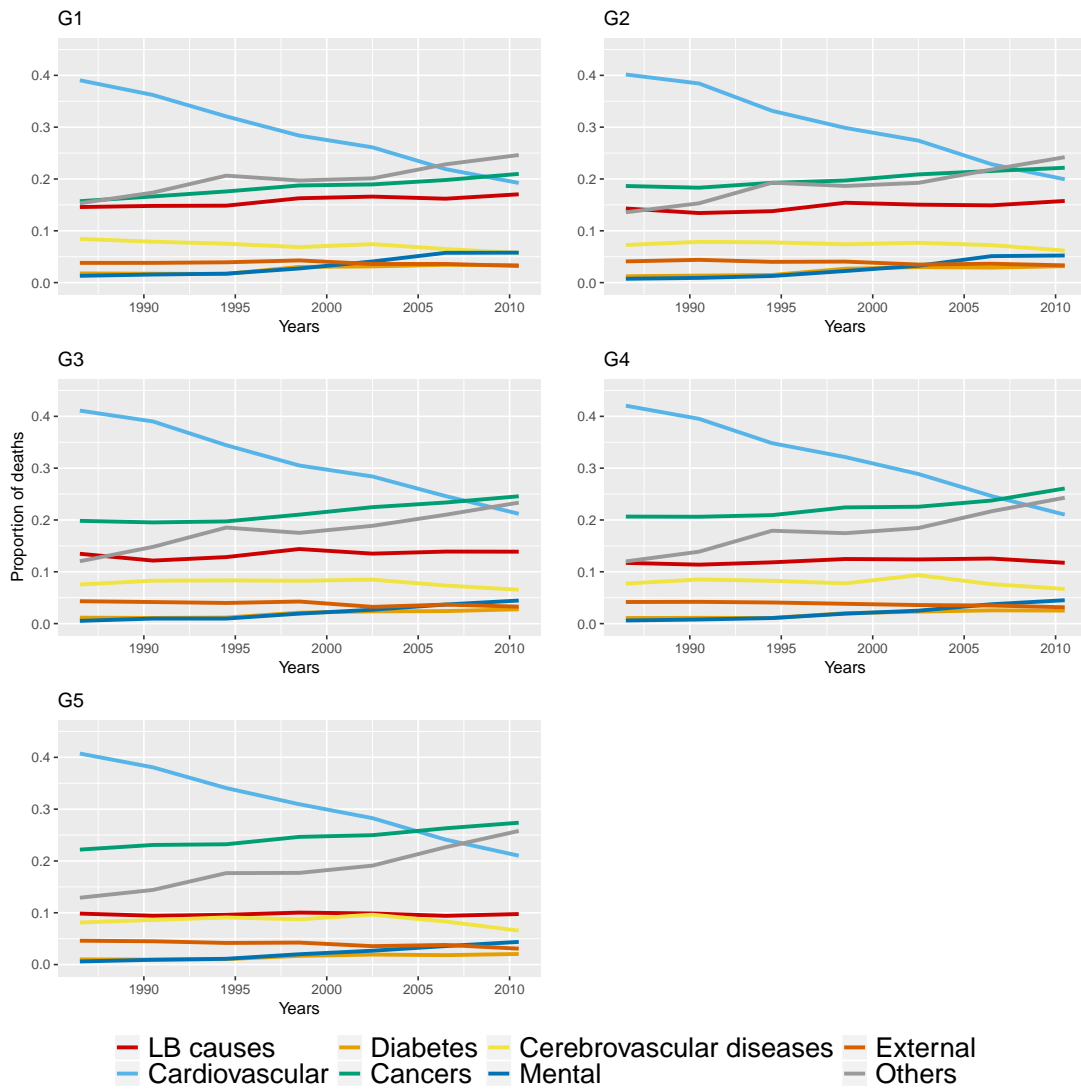 G1
G2
0.4
0.3
0.2
0.1
0.0
1990 1995 2000 2005 2010
Years
0.4
0.3
0.2
0.1
0.0
1990 1995 2000 2005 2010
Years
G3
G4
Proportion of deaths
0.4
0.3
0.2
0.1
0.0
1990 1995 2000 2005 2010
Years
0.4
0.3
0.2
0.1
0.0
1990 1995 2000 2005 2010
Years
G5
0.4
0.3
0.2
0.1
0.0
1990 1995 2000 2005 2010
Years
LB causes Diabetes Cerebrovascular diseases External
Cardiovascular Cancers Mental Others